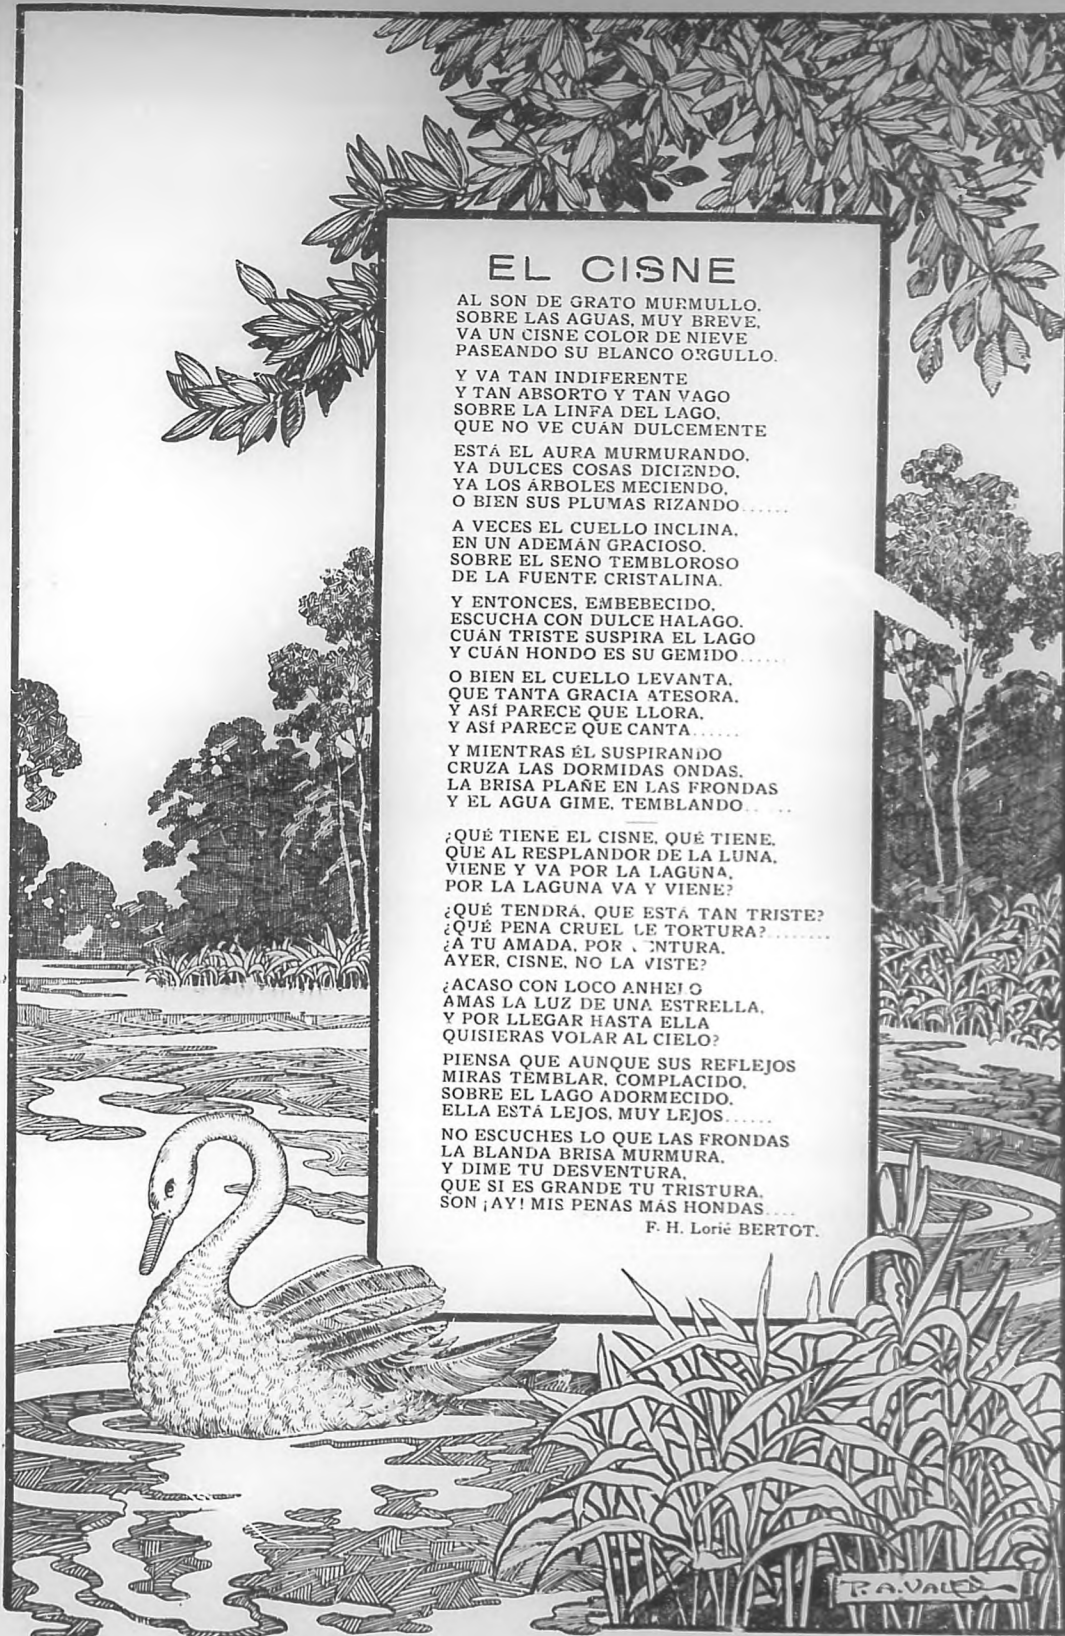 EL CISNE
AL SON DE GRATO MURMULLO,
SOBRE LAS AGUAS, MUY BREVE,
VA UN CISNE COLOR DE NIEVE
PASEANDO SU BLANCO ORGULLO.
Y VA TAN INDIFERENTE
Y TAN ABSORTO Y TAN VAGO
SOBRE LA LINFA DEL LAGO,
QUE NO VE CUÁN DULCEMENTE
ESTÁ EL AURA MURMURANDO,
YA DULCES COSAS DICIENDO,
YA LOS ÁRBOLES MECIENDO,
O BIEN SUS PLUMAS RIZANDO......
A VECES EL CUELLO INCLINA,
EN UN ADEMÁN GRACIOSO,
SOBRE EL SENO TEMBLOROSO
DE LA FUENTE CRISTALINA.
Y ENTONCES, EMBEBECIDO,
ESCUCHA CON DULCE HALAGO,
CUÁN TRISTE SUSPIRA EL LAGO
Y CUÁN HONDO ES SU GEMIDO......
O BIEN EL CUELLO LEVANTA,
QUE TANTA GRACIA ATESORA,
Y ASÍ PARECE QUE LLORA,
Y ASÍ PARECE QUE CANTA......
Y MIENTRAS ÉL SUSPIRANDO
CRUZA LAS DORMIDAS ONDAS,
LA BRISA PLAÑE EN LAS FRONDAS
Y EL AGUA GIME, TEMBLANDO......
¿QUÉ TIENE EL CISNE, QUÉ TIENE,
QUE AL RESPLANDOR DE LA LUNA,
VIENE Y VA POR LA LAGUNA,
POR LA LAGUNA VA Y VIENE?
¿QUÉ TENDRÁ, QUE ESTÁ TAN TRISTE?
¿QUÉ PENA CRUEL LE TORTURA?........
¿A TU AMADA, POR
AYER, CISNE, NO LA VISTE?
¿ACASO CON LOCO ANHELO
AMAS LA LUZ DE UNA ESTRELLA,
Y POR LLEGAR HASTA ELLA
QUISIERAS VOLAR AL CIELO?
PIENSA QUE AUNQUE SUS REFLEJOS
MIRAS TEMBLAR, COMPLACIDO,
SOBRE EL LAGO ADORMECIDO,
ELLA ESTÁ LEJOS, MUY LEJOS......
NO ESCUCHES LO QUE LAS FRONDAS
LA BLANDA BRISA MURMURA,
Y DIME TU DESVENTURA,
QUE SI ES GRANDE TU TRISTURA,
SON ¡AY! MIS PENAS MÁS HONDAS....
F. H. Lorié BERTOT.
P. A.